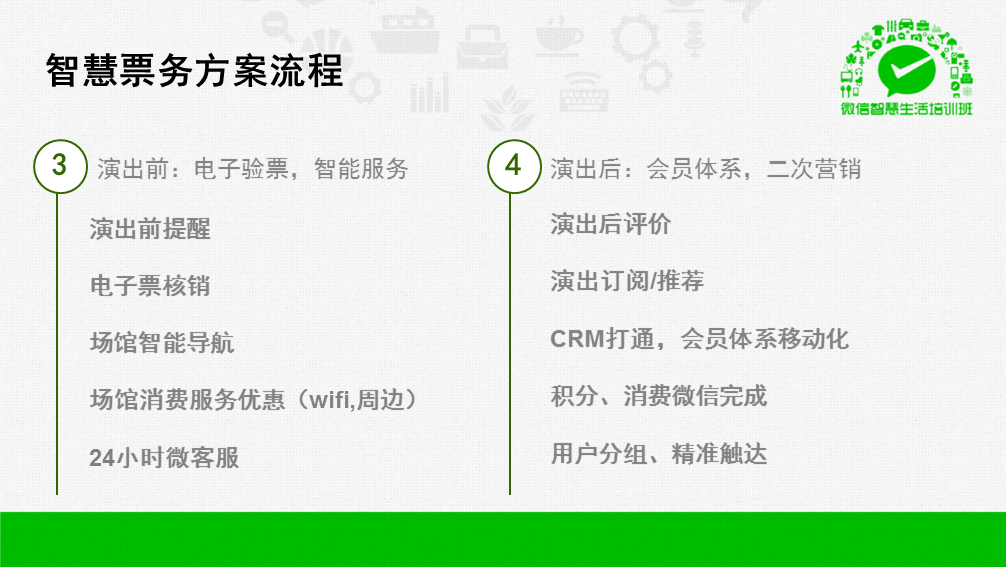 智慧票务方案流程
微信智慧生活培训班
3 演出前：电子验票，智能服务
演出前提醒
电子票核销
场馆智能导航
场馆消费服务优惠（wifi,周边）
24小时微客服
4 演出后：会员体系，二次营销
演出后评价
演出订阅/推荐
CRM打通，会员体系移动化
积分、消费微信完成
用户分组、精准触达